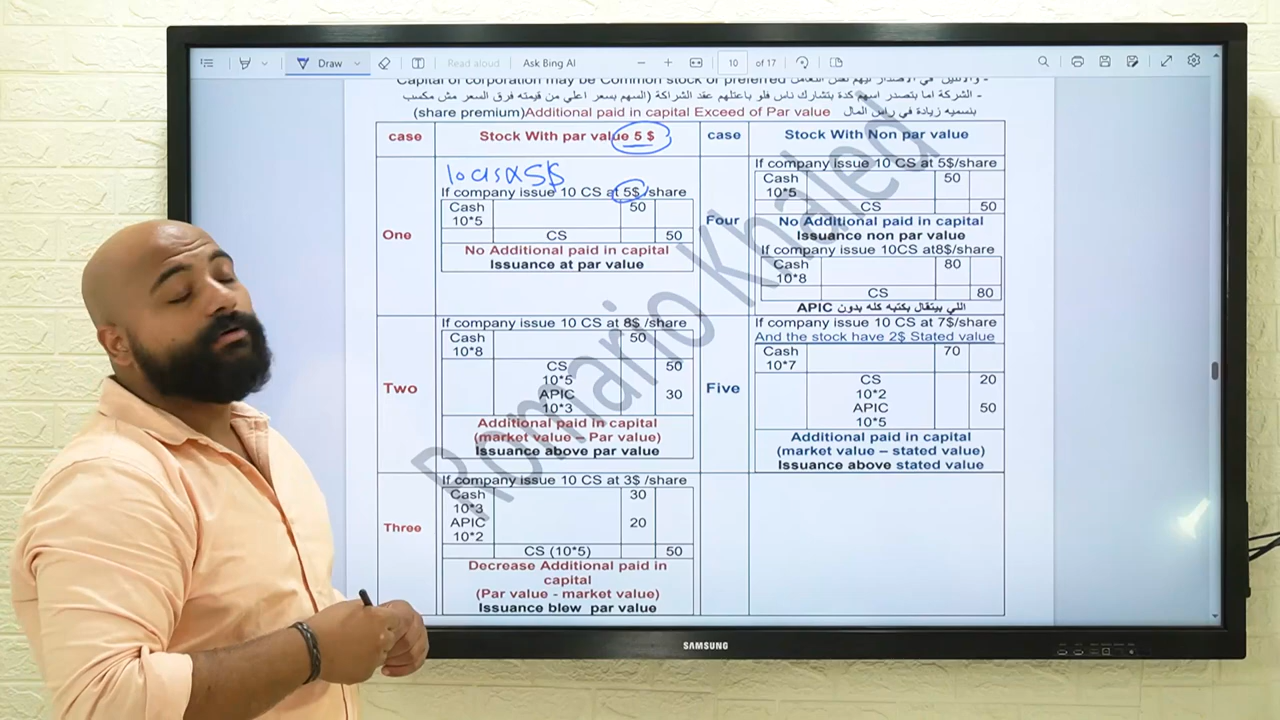 Draw
Read aloud
Ask Bing AI
10
of 17
Capital of corporation may be Common stock of preferred
- الشركة اما بتصدر اسهم كدة بتشارك ناس فلو باعتلهم عقد الشراكة (السهم بسعر اعلي من قيمته فرق السعر مش مكسب
بنسميه زيادة في راس المال Additional paid in capital Exceed of Par value(share premium)
case
Stock With par value 5 $
case
Stock With Non par value
One
10 CS × 5$
If company issue 10 CS at 5$ /share
Cash
50
10*5
CS
50
No Additional paid in capital
Issuance at par value
Four
If company issue 10 CS at 5$/share
Cash
50
10*5
CS
50
No Additional paid in capital
Issuance non par value
If company issue 10CS at8$/share
Cash
80
10*8
CS
80
اللي بيتقال بكتبه كله بدون APIC
Two
If company issue 10 CS at 8$ /share
Cash
50
10*8
CS
50
10*5
APIC
30
10*3
Additional paid in capital
(market value - Par value)
Issuance above par value
Five
If company issue 10 CS at 7$/share
And the stock have 2$ Stated value
Cash
70
10*7
CS
20
10*2
APIC
50
10*5
Additional paid in capital
(market value – stated value)
Issuance above stated value
Three
If company issue 10 CS at 3$ /share
Cash
30
10*3
APIC
20
10*2
CS (10*5)
50
Decrease Additional paid in
capital
(Par value - market value)
Issuance blew par value
Romario Khaled
SAMSUNG